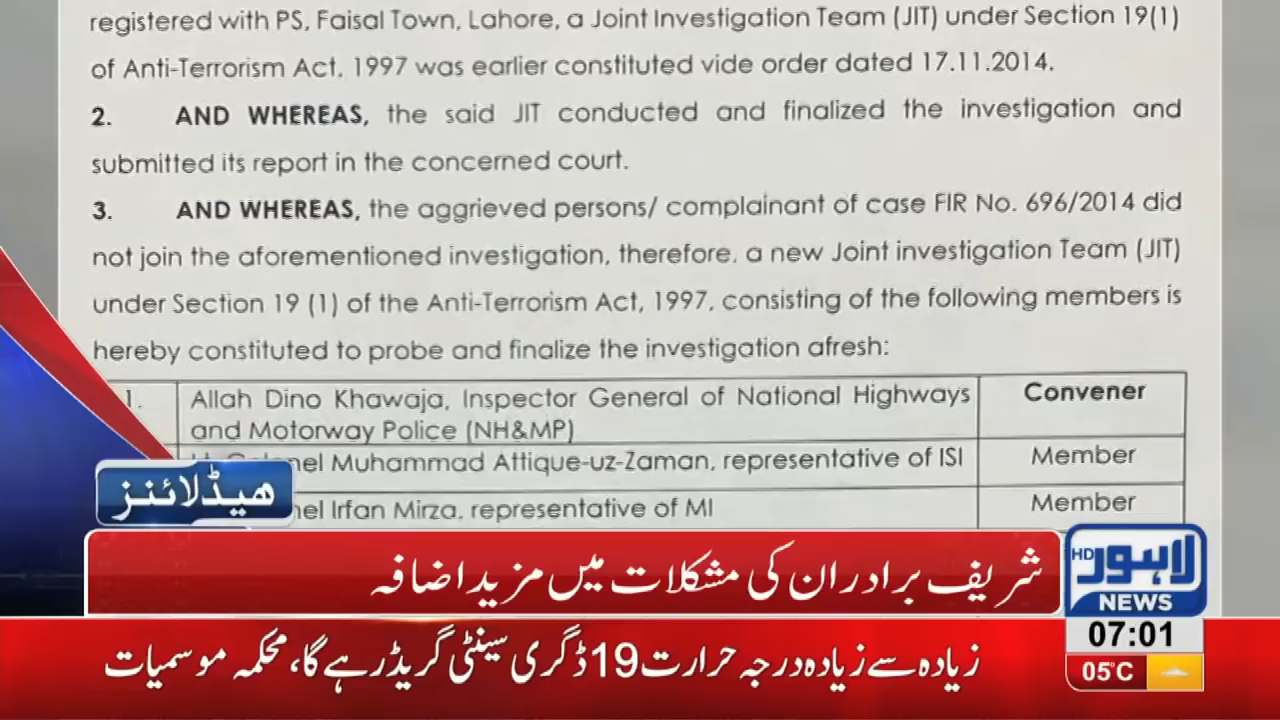 registered with PS, Faisal Town, Lahore, a Joint Investigation Team (JIT) under Section 19(1)
of Anti-Terrorism Act, 1997 was earlier constituted vide order dated 17.11.2014.
2. AND WHEREAS, the said JIT conducted and finalized the investigation and
submitted its report in the concerned court.
3. AND WHEREAS, the aggrieved persons/ complainant of case FIR No. 696/2014 did
not join the aforementioned investigation, therefore, a new Joint investigation Team (JIT)
under Section 19 (1) of the Anti-Terrorism Act, 1997, consisting of the following members is
hereby constituted to probe and finalize the investigation afresh:
1. Allah Dino Khawaja, Inspector General of National Highways Convener
and Motorway Police (NH&MP)
Muhammad Attique-uz-Zaman, representative of ISI Member
Irfan Mirza, representative of MI Member
ھیڈلائنز
شریف برادران کی مشکلات میں مزید اضافہ
HD لاہور
NEWS
07:01
زیادہ سے زیادہ درجہ حرارت 19 ڈگری سینٹی گریڈ رہے گا، محکمہ موسمیات
05°C